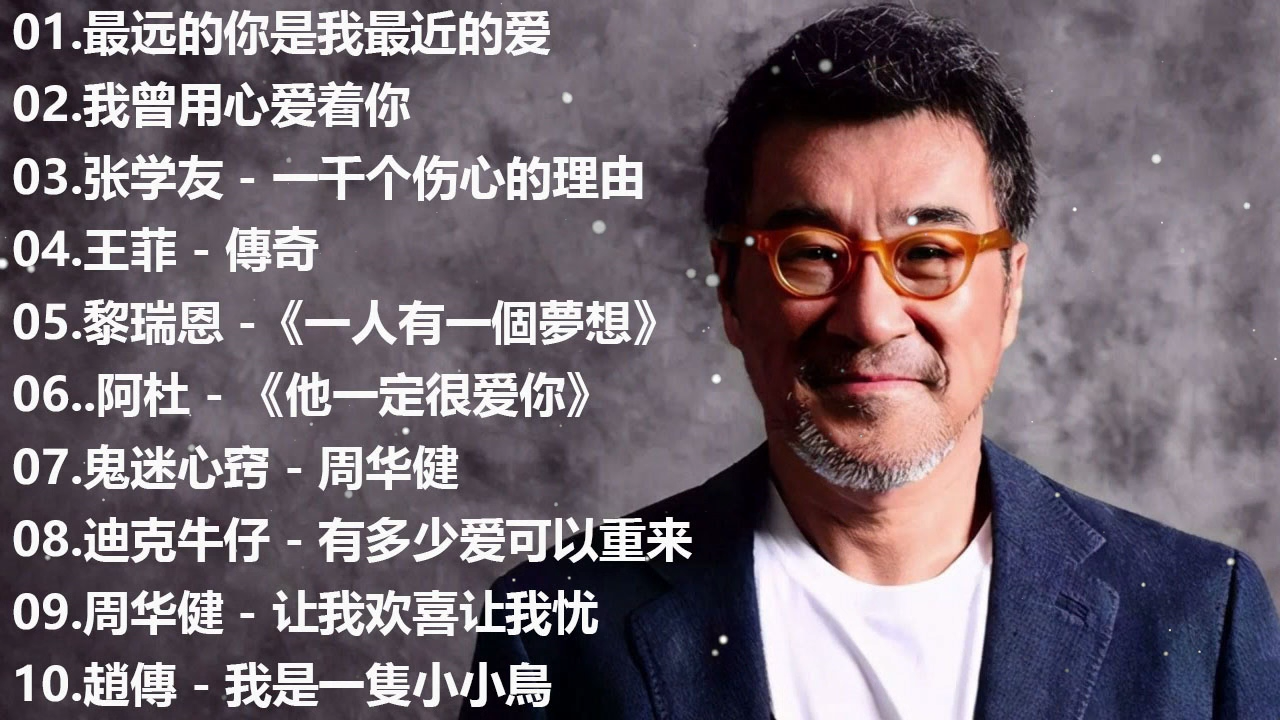 01.最远的你是我最近的爱
02.我曾用心爱着你
03.张学友 - 一千个伤心的理由
04.王菲 - 傳奇
05.黎瑞恩 -《一人有一個夢想》
06..阿杜 - 《他一定很爱你》
07.鬼迷心窍 - 周华健
08.迪克牛仔 - 有多少爱可以重来
09.周华健 - 让我欢喜让我忧
10.趙傳 - 我是一隻小小鳥